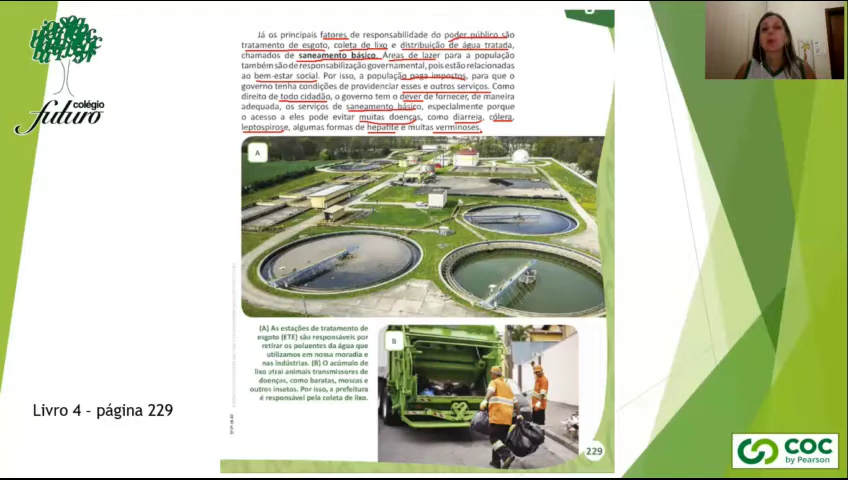 colégio
futuro
Já os principais fatores de responsabilidade do poder público são
tratamento de esgoto, coleta de lixo e distribuição de água tratada,
chamados de saneamento básico. Áreas de lazer para a população
também são de responsabilização governamental, pois estão relacionadas
ao bem-estar social. Por isso, a população paga impostos, para que o
governo tenha condições de providenciar esses e outros serviços. Como
direito de todo cidadão, o governo tem o dever de fornecer, de maneira
adequada, os serviços de saneamento básico, especialmente porque
o acesso a eles pode evitar muitas doenças, como diarreia, cólera,
leptospirose, algumas formas de hepatite e muitas verminoses.
A
(A) As estações de tratamento de
esgoto (ETE) são responsáveis por
retirar os poluentes da água que
utilizamos em nossa moradia e
nas indústrias. (B) O acúmulo de
lixo atrai animais transmissores de
doenças, como baratas, moscas e
outros insetos. Por isso, a prefeitura
é responsável pela coleta de lixo.
B
229
Livro 4 – página 229
COC
by Pearson